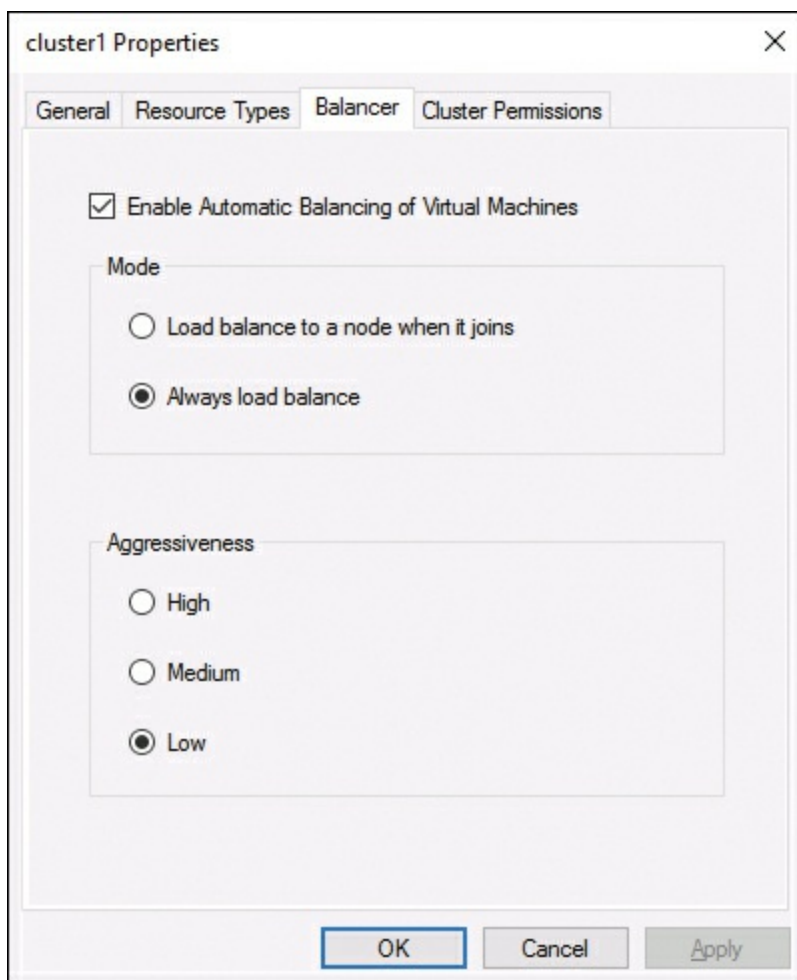 cluster1 Properties
General Resource Types Balancer Cluster Permissions
Enable Automatic Balancing of Virtual Machines
Mode
Load balance to a node when it joins
Always load balance
Aggressiveness
High
Medium
Low
OK Cancel Apply